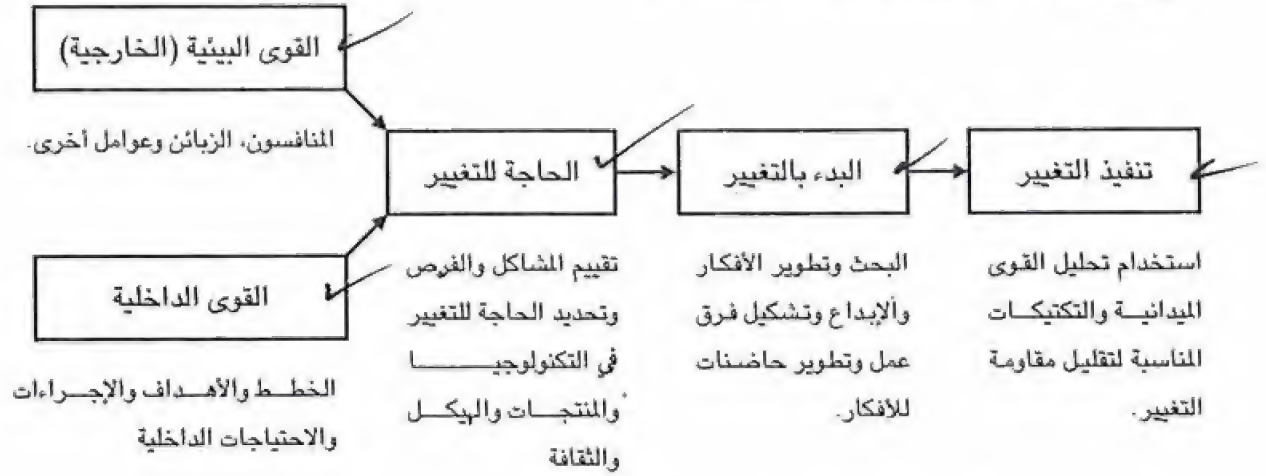 القوى البيئية (الخارجية)
المنافسون، الزبائن وعوامل أخرى.
القوى الداخلية
الخطط والأهداف والإجراءات
والاحتياجات الداخلية
الحاجة للتغيير
تقييم المشاكل والفرص
وتحديد الحاجة للتغيير
في التكنولوجيا
والمنتجات والهيكل
والثقافة
البدء بالتغيير
البحث وتطوير الأفكار
والإبداع وتشكيل فرق
عمل وتطوير حاضنات
للأفكار.
تنفيذ التغيير
استخدام تحليل القوى
الميدانية والتكتيكات
المناسبة لتقليل مقاومة
التغيير.